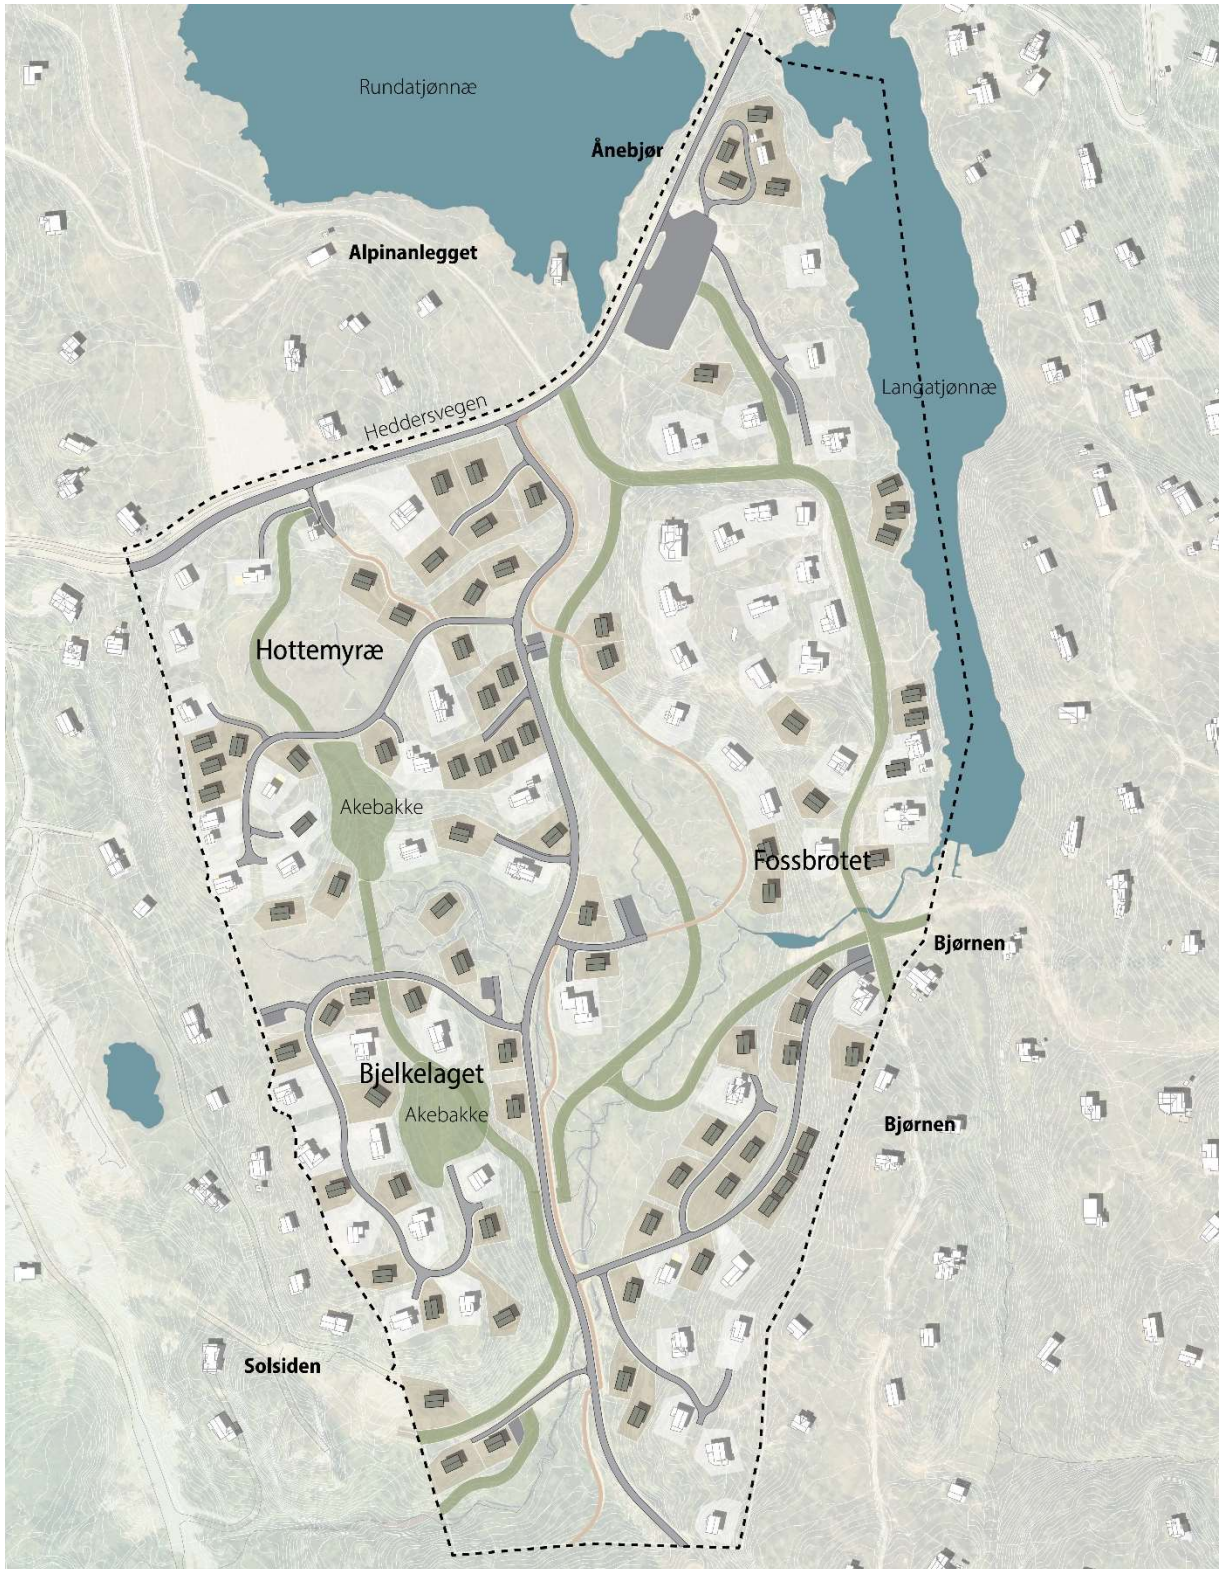 Rundatjønnæ
Ånebjør
Alpinanlegget
Langatjønnæ
Heddersvegen
Hottemyræ
Akebakke
Fossbrotet
Bjørnen
Bjelkelaget
Akebakke
Bjørnen
Solsiden